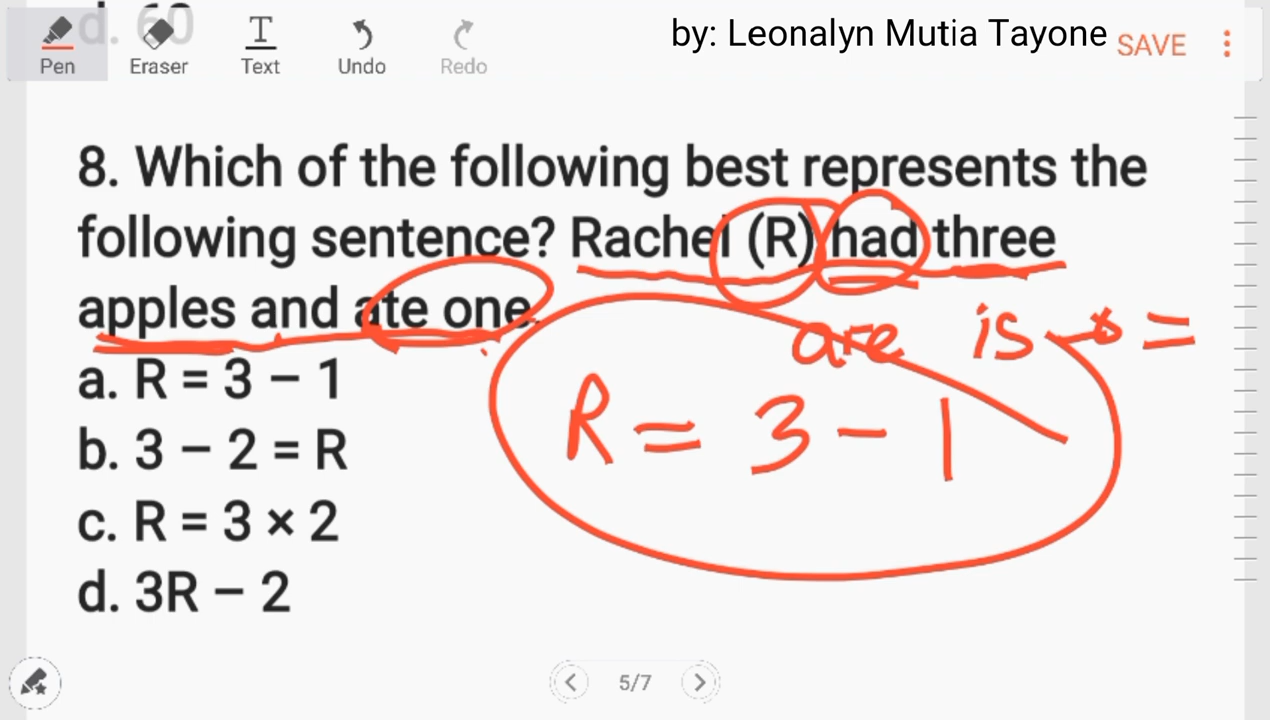 d. 60
by: Leonalyn Mutia Tayone
SAVE
Pen
Eraser
Text
Undo
Redo
8. Which of the following best represents the
following sentence? Rachel (R) had three
apples and ate one.
are is =
R = 3 – 1
a. R = 3 – 1
b. 3 – 2 = R
c. R = 3 × 2
d. 3R – 2
5/7